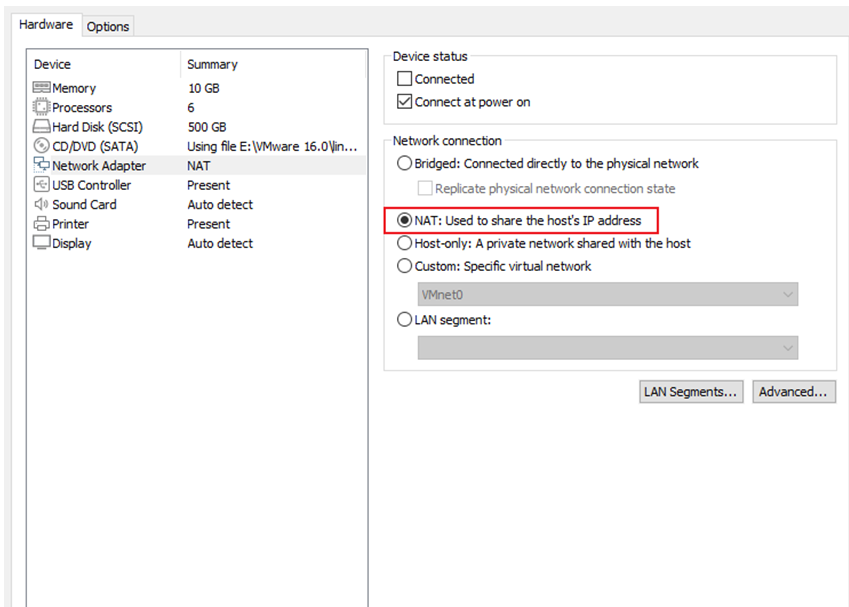 Hardware
Options
Device Summary
Memory 10 GB
Processors 6
Hard Disk (SCSI) 500 GB
CD/DVD (SATA) Using file E:\VMware 16.0\lin...
Network Adapter NAT
USB Controller Present
Sound Card Auto detect
Printer Present
Display Auto detect
Device status
Connected
Connect at power on
Network connection
Bridged: Connected directly to the physical network
Replicate physical network connection state
NAT: Used to share the host's IP address
Host-only: A private network shared with the host
Custom: Specific virtual network
VMnet0
LAN segment:
LAN Segments... Advanced...